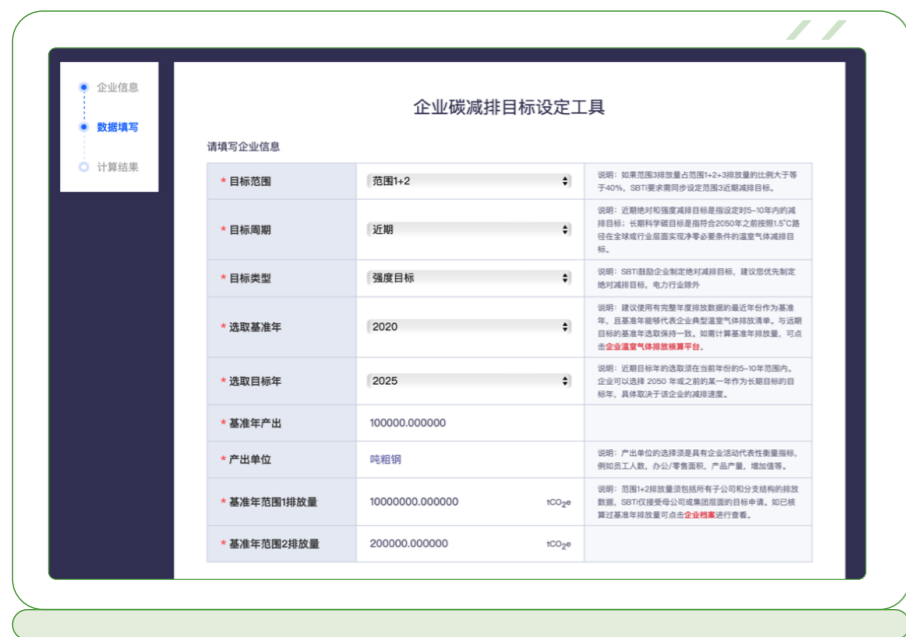 企业信息
数据填写
计算结果
企业碳减排目标设定工具
请填写企业信息
* 目标范围
范围1+2
说明：如果范围3排放量占范围1+2+3排放量的比例大于等
于40%，SBTi要求需同步设定范围3近期减排目标。
* 目标周期
近期
说明：近期绝对和强度减排目标是指设定时5-10年内的减
排目标；长期科学碳目标是指符合2050年之前按照1.5℃路
径在全球或行业层面实现净零必要条件的温室气体减排目
标。
* 目标类型
强度目标
说明：SBTi鼓励企业制定绝对减排目标，建议您优先制定
绝对减排目标，电力行业除外
* 选取基准年
2020
说明：建议使用有完整年度排放数据的最近年份作为基准
年，且基准年能够代表企业典型温室气体排放清单。与远期
目标的基准年选取保持一致。如需计算基准年排放量，可点
击企业温室气体排放核算平台。
* 选取目标年
2025
说明：近期目标年的选取须在当前年份的5-10年范围内。
企业可以选择 2050 年或之前的某一年作为长期目标的目
标年，具体取决于该企业的减排进度。
* 基准年产出
100000.000000
* 产出单位
吨粗钢
说明：产出单位的选择须是具有企业活动代表性衡量指标，
例如员工人数、办公/零售面积、产品产量、增加值等。
* 基准年范围1排放量
10000000.000000 tCO₂e
说明：范围1+2排放量须包括所有子公司和分支结构的排放
数据，SBTi仅接受母公司或集团层面的目标申请。如已核
算过基准年排放量可点击企业档案进行查看。
* 基准年范围2排放量
200000.000000 tCO₂e